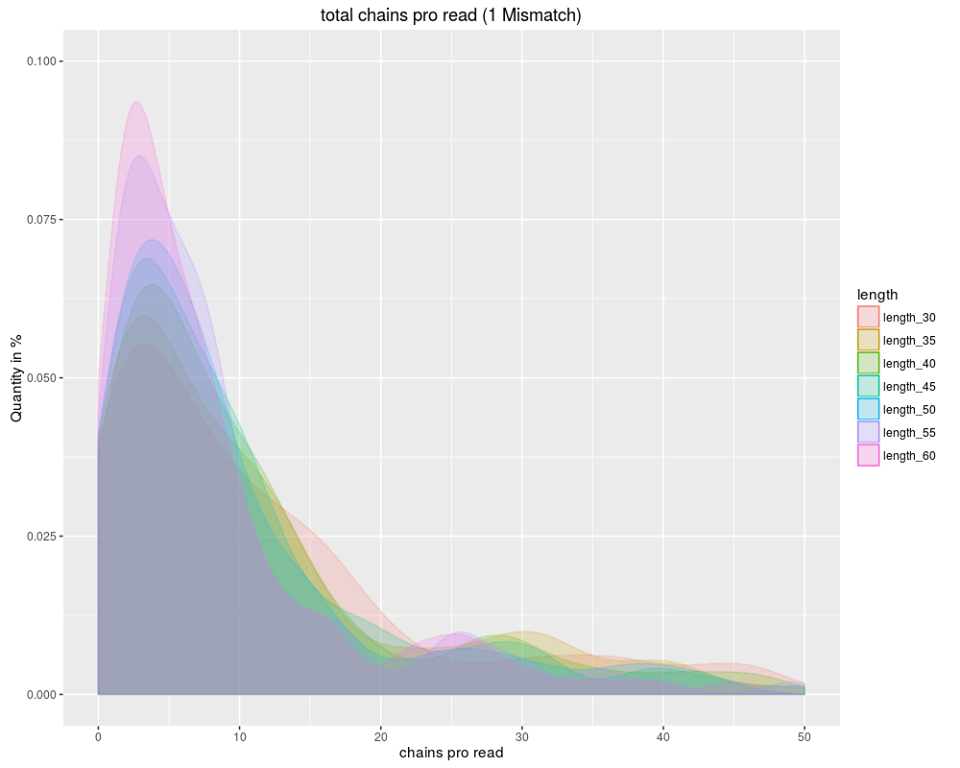 total chains pro read (1 Mismatch)
0.100
0.075
0.050
0.025
0.000
Quantity in %
0 10 20 30 40 50
chains pro read
length
length_30
length_35
length_40
length_45
length_50
length_55
length_60